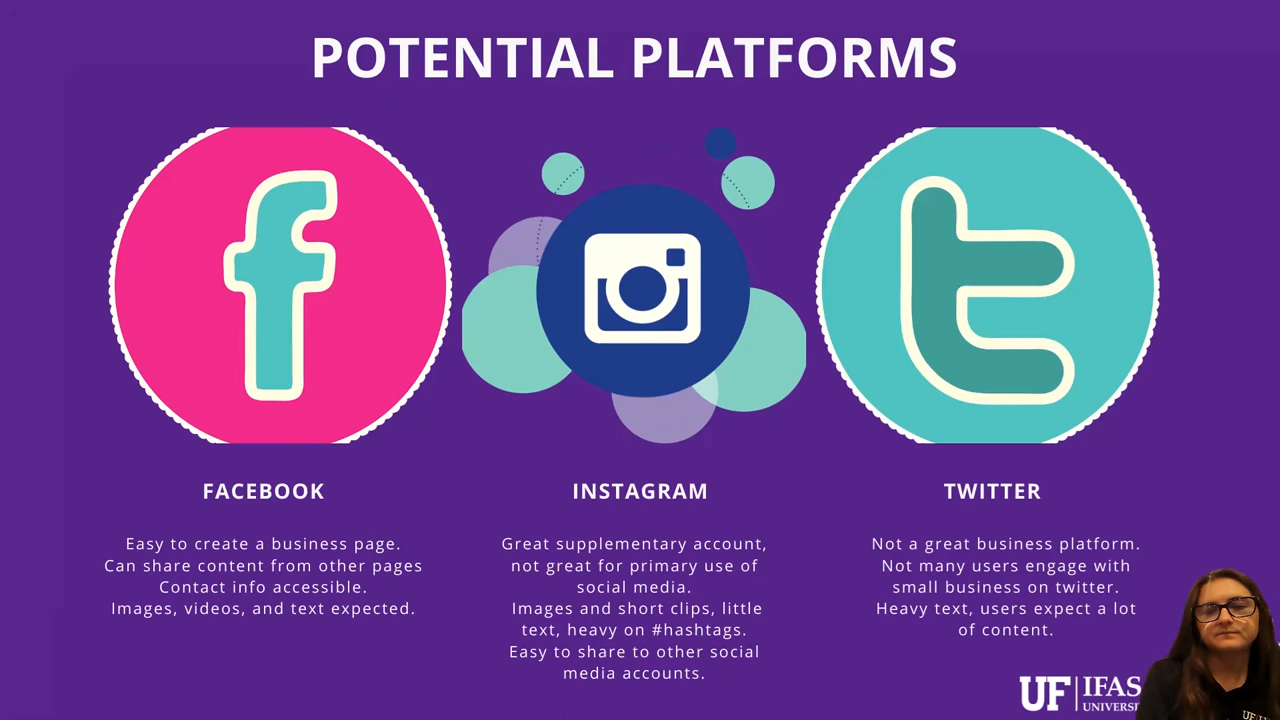 POTENTIAL PLATFORMS
FACEBOOK
Easy to create a business page.
Can share content from other pages
Contact info accessible.
Images, videos, and text expected.
INSTAGRAM
Great supplementary account,
not great for primary use of
social media.
Images and short clips, little
text, heavy on #hashtags.
Easy to share to other social
media accounts.
TWITTER
Not a great business platform.
Not many users engage with
small business on twitter.
Heavy text, users expect a lot
of content.
UF IFAS